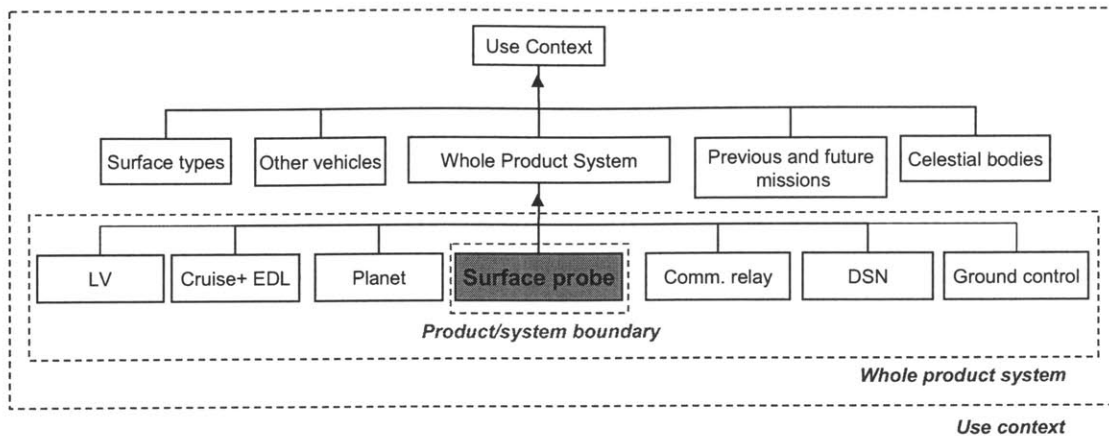 Use Context
Surface types
Other vehicles
Whole Product System
Previous and future
missions
Celestial bodies
LV
Cruise+ EDL
Planet
Surface probe
Comm. relay
DSN
Ground control
Product/system boundary
Whole product system
Use context